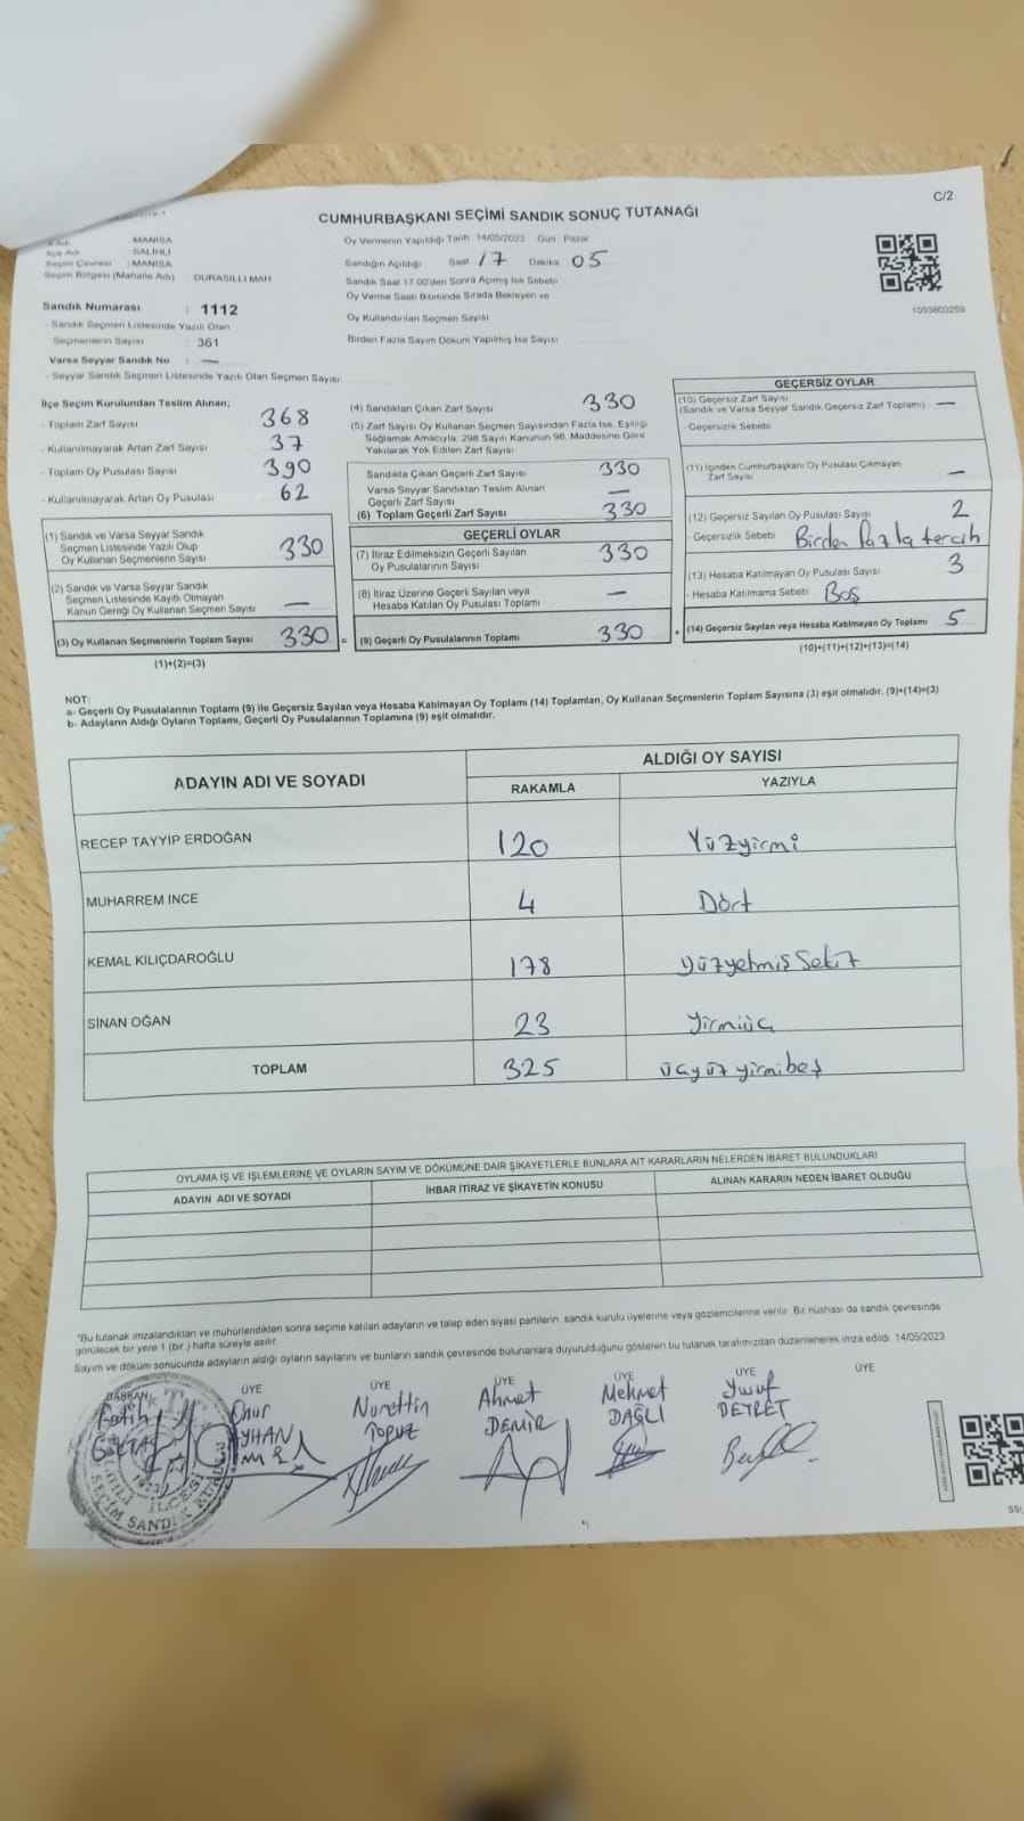 C/2
CUMHURBAŞKANI SEÇİMİ SANDIK SONUÇ TUTANAĞI
MANİSA
SALİHLİ
Seçim Çevresi : MANİSA
Seçim Bölgesi (Mahalle Adı) DURASILLI MAH
Sandık Numarası : 1112
- Sandık Seçmen Listesinde Yazılı Olan
Seçmenlerin Sayısı : 361
Varsa Seyyar Sandık No : —
- Seyyar Sandık Seçmen Listesinde Yazılı Olan Seçmen Sayısı
Oy Vermenin Yapıldığı Tarih 14/05/2023 Gün Pazar
Sandığın Açıldığı Saat 17 Dakika 05
Sandık Saat 17.00'den Sonra Açılmış İse Sebebi
Oy Verme Saati Bitiminde Sırada Bekleyen ve
Oy Kullandırılan Seçmen Sayısı
Birden Fazla Sayım Döküm Yapılmış İse Sayısı
1053600259
İlçe Seçim Kurulundan Teslim Alınan;
- Toplam Zarf Sayısı 368
- Kullanılmayarak Artan Zarf Sayısı 37
- Toplam Oy Pusulası Sayısı 390
- Kullanılmayarak Artan Oy Pusulası 62
(1) Sandık ve Varsa Seyyar Sandık
Seçmen Listesinde Yazılı Olup
Oy Kullanan Seçmenlerin Sayısı 330
(2) Sandık ve Varsa Seyyar Sandık
Seçmen Listesinde Kayıtlı Olmayan
Kanun Gereği Oy Kullanan Seçmen Sayısı —
(3) Oy Kullanan Seçmenlerin Toplam Sayısı 330 =
(1)+(2)=(3)
(4) Sandıktan Çıkan Zarf Sayısı 330
(5) Zarf Sayısı Oy Kullanan Seçmen Sayısından Fazla İse, Eşitliği
Sağlamak Amacıyla, 298 Sayılı Kanunun 98. Maddesine Göre
Yakılarak Yok Edilen Zarf Sayısı
Sandıkta Çıkan Geçerli Zarf Sayısı 330
Varsa Seyyar Sandıktan Teslim Alınan
Geçerli Zarf Sayısı —
(6) Toplam Geçerli Zarf Sayısı 330
GEÇERLİ OYLAR
(7) İtiraz Edilmeksizin Geçerli Sayılan
Oy Pusulalarının Sayısı 330
(8) İtiraz Üzerine Geçerli Sayılan veya
Hesaba Katılan Oy Pusulası Toplamı —
(9) Geçerli Oy Pusulalarının Toplamı 330 +
GEÇERSİZ OYLAR
(10) Geçersiz Zarf Sayısı
(Sandık ve Varsa Seyyar Sandık Geçersiz Zarf Toplamı) —
- Geçersizlik Sebebi
(11) İçinden Cumhurbaşkanı Oy Pusulası Çıkmayan
Zarf Sayısı —
(12) Geçersiz Sayılan Oy Pusulası Sayısı 2
- Geçersizlik Sebebi Birden fazla tercih
(13) Hesaba Katılmayan Oy Pusulası Sayısı 3
- Hesaba Katılmama Sebebi Boş
(14) Geçersiz Sayılan veya Hesaba Katılmayan Oy Toplamı 5
(10)+(11)+(12)+(13)=(14)
NOT:
a- Geçerli Oy Pusulalarının Toplamı (9) ile Geçersiz Sayılan veya Hesaba Katılmayan Oy Toplamı (14) Toplamları, Oy Kullanan Seçmenlerin Toplam Sayısına (3) eşit olmalıdır. (9)+(14)=(3)
b- Adayların Aldığı Oyların Toplamı, Geçerli Oy Pusulalarının Toplamına (9) eşit olmalıdır.
ADAYIN ADI VE SOYADI ALDIĞI OY SAYISI
RAKAMLA YAZIYLA
RECEP TAYYİP ERDOĞAN 120 Yüzyirmi
MUHARREM İNCE 4 Dört
KEMAL KILIÇDAROĞLU 178 yüzyetmiş Sekiz
SİNAN OĞAN 23 Yirmiüç
TOPLAM 325 üçyüz yirmibeş
OYLAMA İŞ VE İŞLEMLERİNE VE OYLARIN SAYIM VE DÖKÜMÜNE DAİR ŞİKAYETLERLE BUNLARA AİT KARARLARIN NELERDEN İBARET BULUNDUKLARI
ADAYIN ADI VE SOYADI İHBAR İTİRAZ VE ŞİKAYETİN KONUSU ALINAN KARARIN NEDEN İBARET OLDUĞU
"Bu tutanak imzalandıktan ve mühürlendikten sonra seçime katılan adayların ve talep eden siyasi partilerin, sandık kurulu üyelerine veya gözlemcilerine verilir. Bir nüshası da sandık çevresinde
görülecek bir yere 1 (bir) hafta süreyle asılır.
Sayım ve döküm sonucunda adayların aldığı oyların sayılarını ve bunların sandık çevresinde bulunanlara duyurulduğunu gösteren bu tutanak tarafımızdan düzenlenerek imza edildi. 14/05/2023
BAŞKAN ÜYE ÜYE ÜYE ÜYE ÜYE ÜYE
Fatih Onur Nurettin Ahmet Mehmet Yusuf
AYHAN TOPUZ DEMİR DAĞLI
İLÇESİ
SEÇİM SANDIK